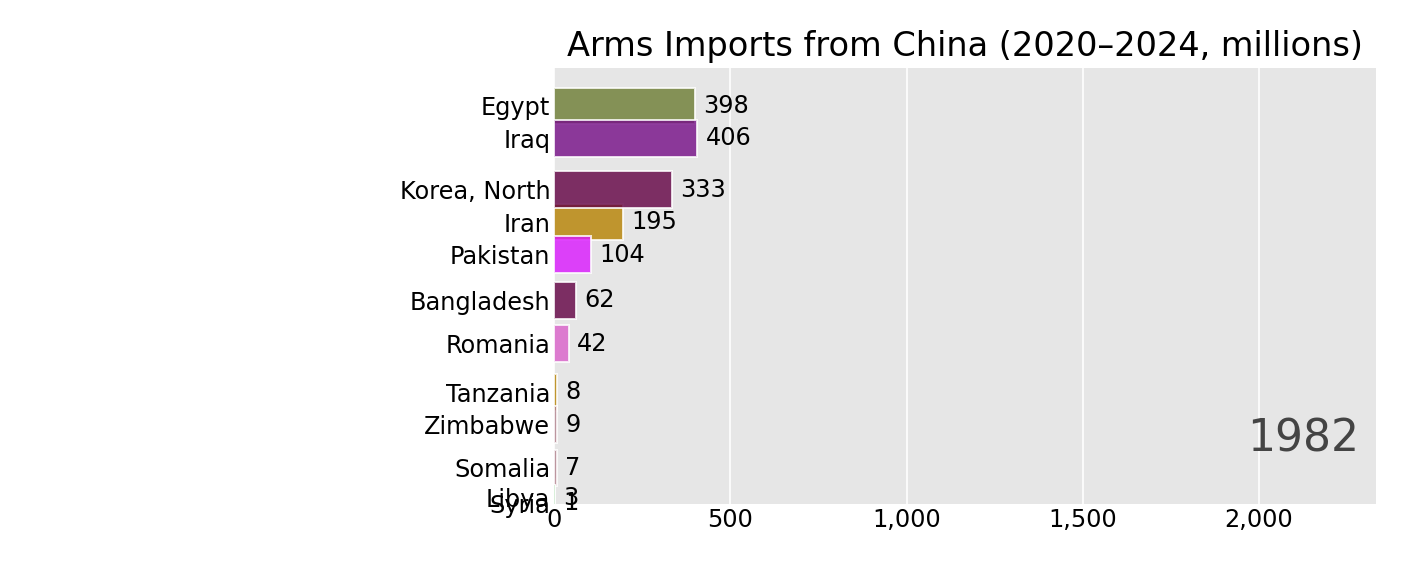 Arms Imports from China (2020–2024, millions)
Egypt 398
Iraq 406
Korea, North 333
Iran 195
Pakistan 104
Bangladesh 62
Romania 42
Tanzania 8
Zimbabwe 9
1982
Somalia 7
Libya 3
Syria 1
0 500 1,000 1,500 2,000